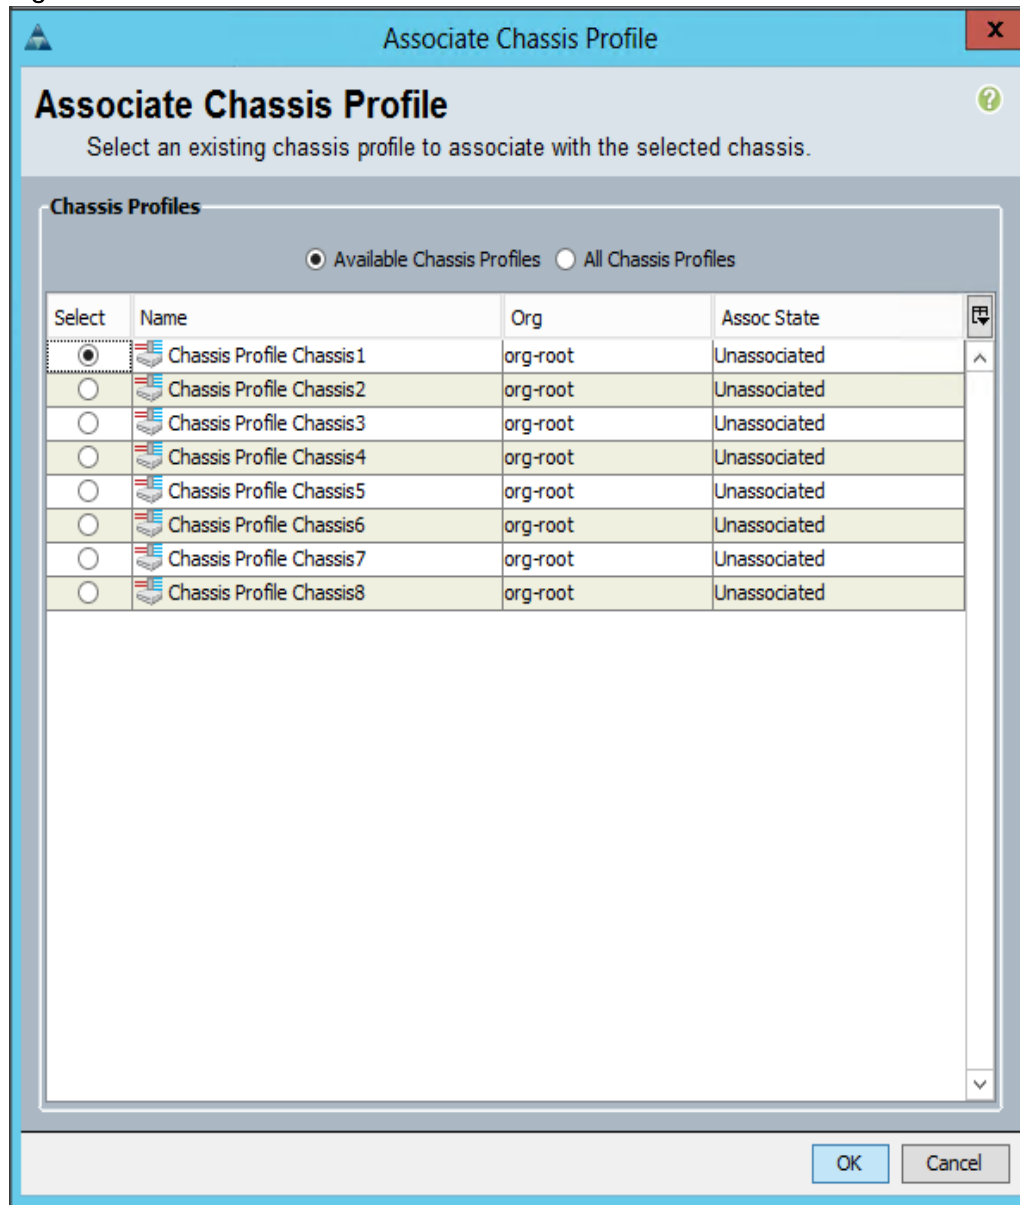 Associate Chassis Profile
X
Associate Chassis Profile
?
Select an existing chassis profile to associate with the selected chassis.
Chassis Profiles
Available Chassis Profiles All Chassis Profiles
Select Name Org Assoc State
Chassis Profile Chassis1 org-root Unassociated
Chassis Profile Chassis2 org-root Unassociated
Chassis Profile Chassis3 org-root Unassociated
Chassis Profile Chassis4 org-root Unassociated
Chassis Profile Chassis5 org-root Unassociated
Chassis Profile Chassis6 org-root Unassociated
Chassis Profile Chassis7 org-root Unassociated
Chassis Profile Chassis8 org-root Unassociated
OK Cancel